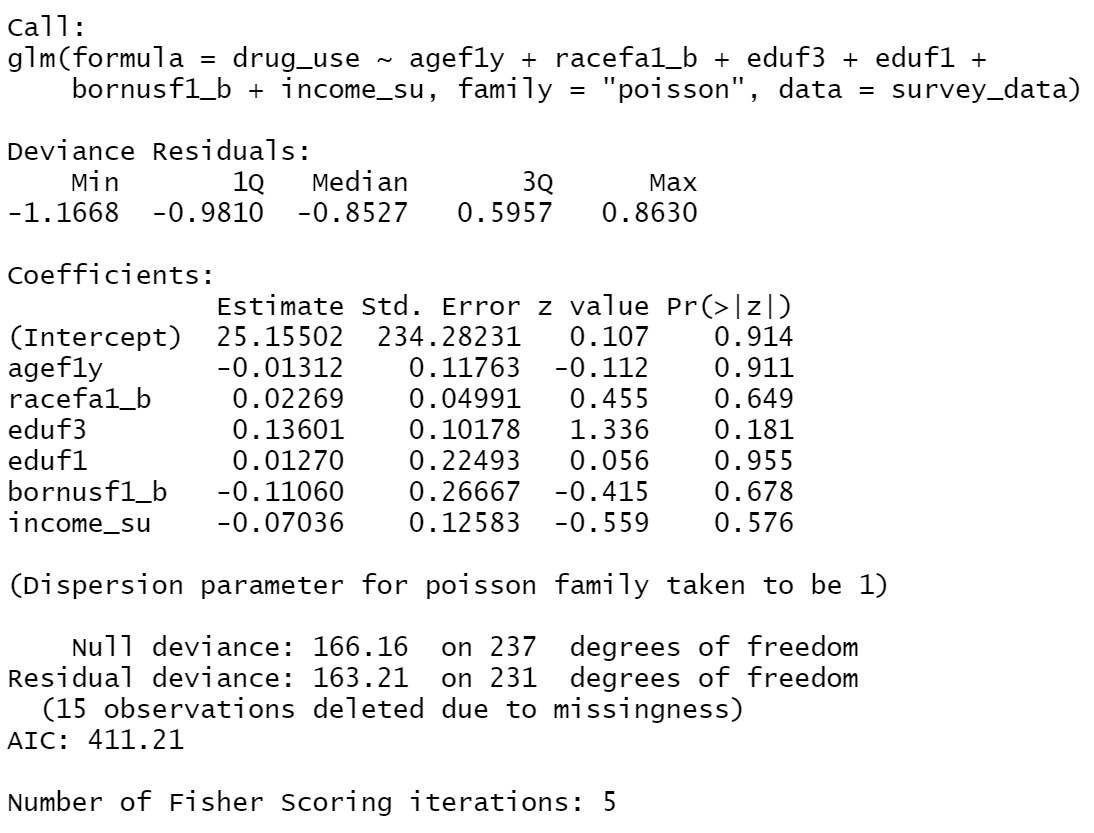 Call:
glm(formula = drug_use ~ agef1y + racefa1_b + eduf3 + eduf1 +
    bornusf1_b + income_su, family = "poisson", data = survey_data)

Deviance Residuals:
    Min       1Q   Median       3Q      Max
-1.1668  -0.9810  -0.8527   0.5957   0.8630

Coefficients:
             Estimate Std. Error z value Pr(>|z|)
(Intercept)  25.15502  234.28231   0.107    0.914
agef1y       -0.01312    0.11763  -0.112    0.911
racefa1_b     0.02269    0.04991   0.455    0.649
eduf3         0.13601    0.10178   1.336    0.181
eduf1         0.01270    0.22493   0.056    0.955
bornusf1_b   -0.11060    0.26667  -0.415    0.678
income_su    -0.07036    0.12583  -0.559    0.576

(Dispersion parameter for poisson family taken to be 1)

    Null deviance: 166.16  on 237  degrees of freedom
Residual deviance: 163.21  on 231  degrees of freedom
  (15 observations deleted due to missingness)
AIC: 411.21

Number of Fisher Scoring iterations: 5